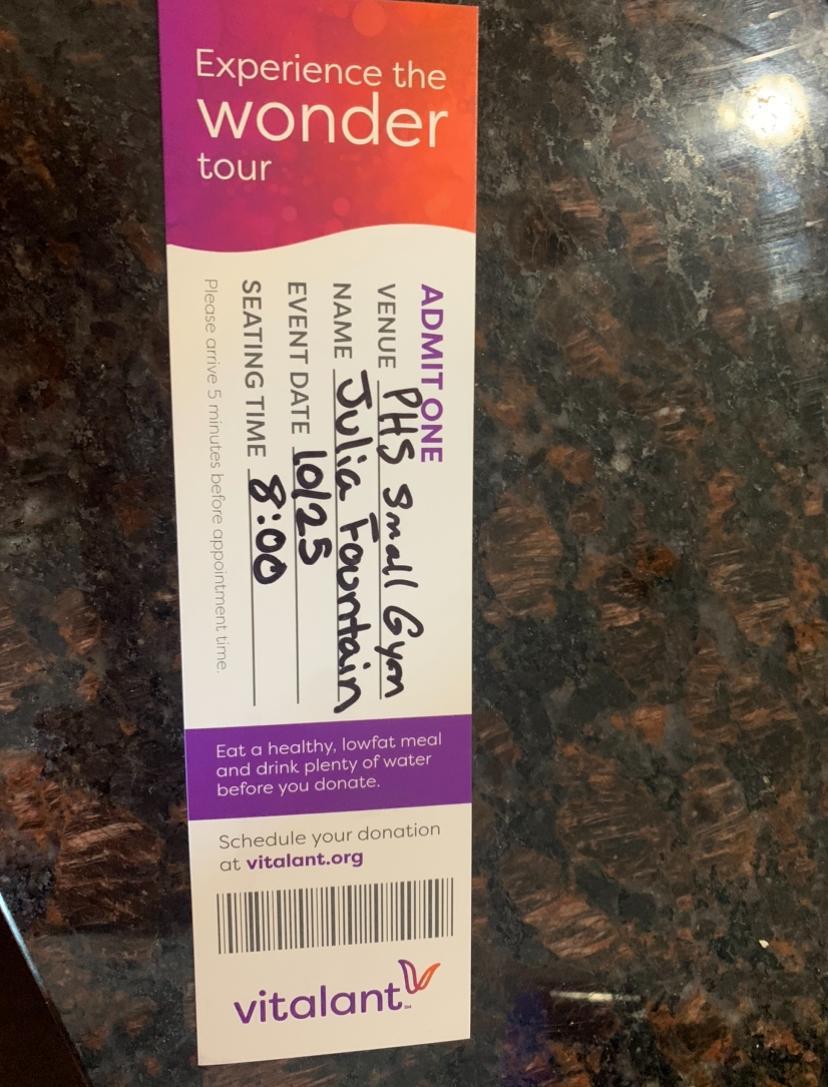 Experience the
wonder
tour
ADMIT ONE
VENUE PHS Small Gym
NAME Julia Fountain
EVENT DATE 10/25
SEATING TIME 8:00
Please arrive 5 minutes before appointment time.
Eat a healthy, lowfat meal
and drink plenty of water
before you donate.
Schedule your donation
at vitalant.org
vitalant℠